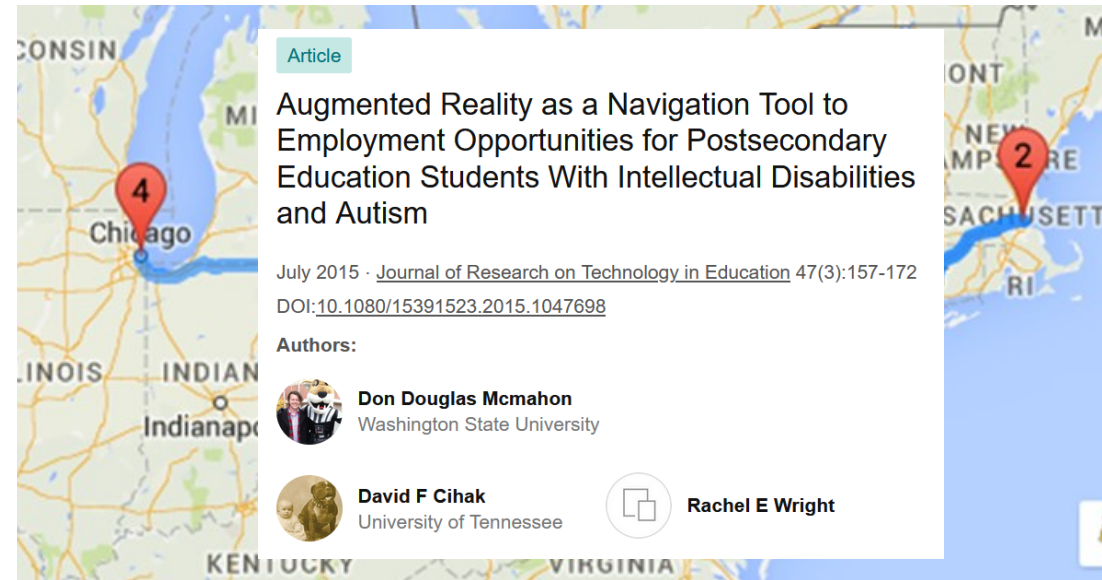 CONSIN
MI
4
Chicago
LINOIS
INDIAN
Indianap
KENTUCKY
VIRGINIA
M
ONT
NEW
AMPSHIRE
2
SACHUSETT
RI
Article
Augmented Reality as a Navigation Tool to
Employment Opportunities for Postsecondary
Education Students With Intellectual Disabilities
and Autism
July 2015 · Journal of Research on Technology in Education 47(3):157-172
DOI:10.1080/15391523.2015.1047698
Authors:
Don Douglas Mcmahon
Washington State University
David F Cihak
University of Tennessee
Rachel E Wright